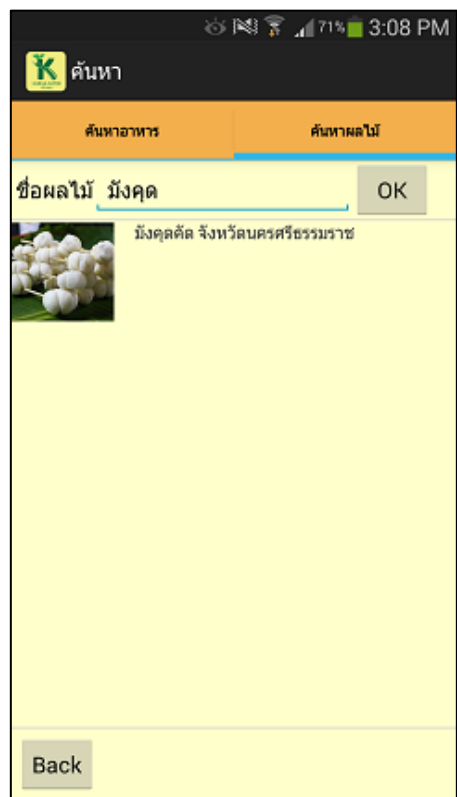 71% 3:08 PM
ค้นหา
ค้นหาอาหาร ค้นหาผลไม้
ชื่อผลไม้ มังคุด OK
มังคุดคัด จังหวัดนครศรีธรรมราช
Back